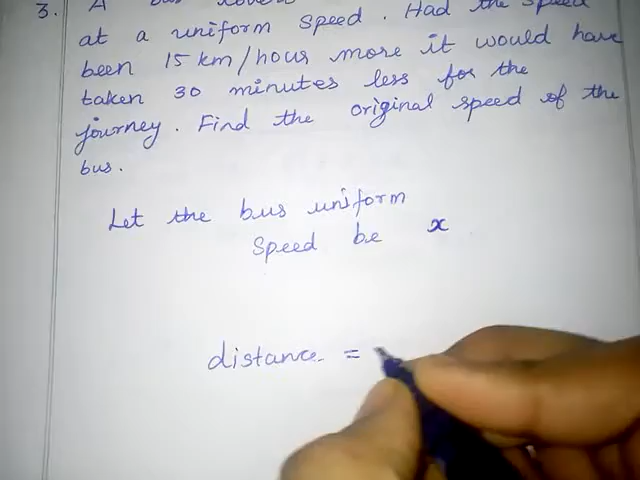 3. A bus
at a uniform speed. Had the speed
been 15 km/hour more it would have
taken 30 minutes less for the
journey. Find the original speed of the
bus.
Let the bus uniform
speed be x
distance =